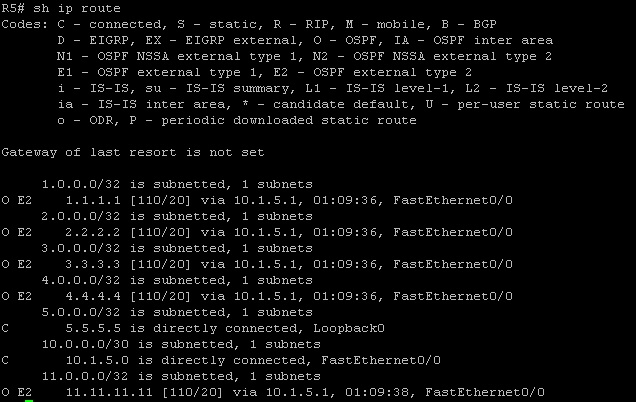 R5# sh ip route
Codes: C - connected, S - static, R - RIP, M - mobile, B - BGP
D - EIGRP, EX - EIGRP external, O - OSPF, IA - OSPF inter area
N1 - OSPF NSSA external type 1, N2 - OSPF NSSA external type 2
E1 - OSPF external type 1, E2 - OSPF external type 2
i - IS-IS, su - IS-IS summary, L1 - IS-IS level-1, L2 - IS-IS level-2
ia - IS-IS inter area, * - candidate default, U - per-user static route
o - ODR, P - periodic downloaded static route
Gateway of last resort is not set
1.0.0.0/32 is subnetted, 1 subnets
O E2 1.1.1.1 [110/20] via 10.1.5.1, 01:09:36, FastEthernet0/0
2.0.0.0/32 is subnetted, 1 subnets
O E2 2.2.2.2 [110/20] via 10.1.5.1, 01:09:36, FastEthernet0/0
3.0.0.0/32 is subnetted, 1 subnets
O E2 3.3.3.3 [110/20] via 10.1.5.1, 01:09:36, FastEthernet0/0
4.0.0.0/32 is subnetted, 1 subnets
O E2 4.4.4.4 [110/20] via 10.1.5.1, 01:09:36, FastEthernet0/0
5.0.0.0/32 is subnetted, 1 subnets
C 5.5.5.5 is directly connected, Loopback0
10.0.0.0/30 is subnetted, 1 subnets
C 10.1.5.0 is directly connected, FastEthernet0/0
11.0.0.0/32 is subnetted, 1 subnets
O E2 11.11.11.11 [110/20] via 10.1.5.1, 01:09:38, FastEthernet0/0